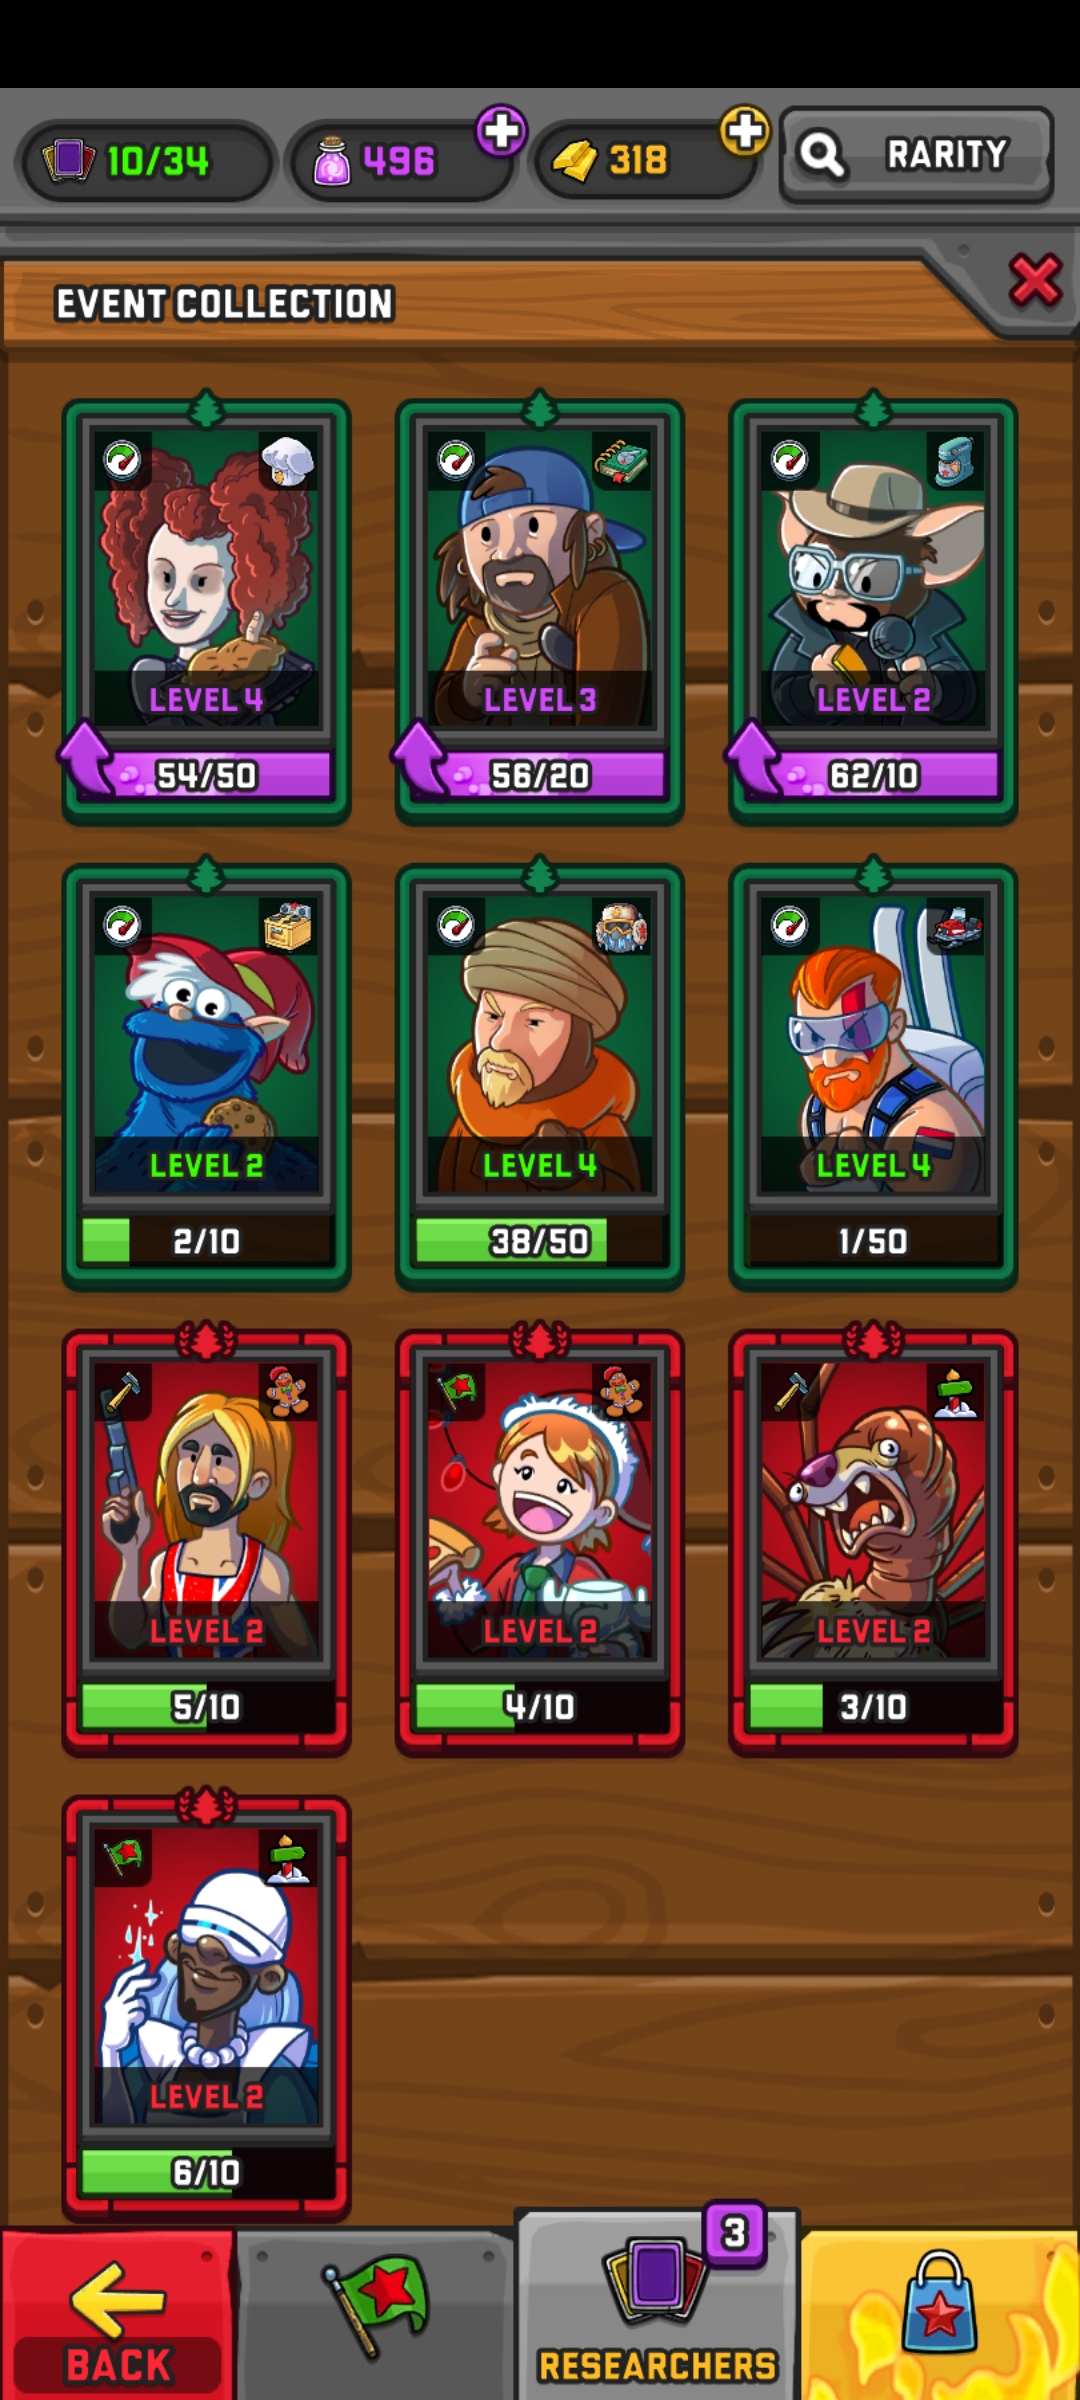 10/34
496
318
RARITY
EVENT COLLECTION
LEVEL 4
LEVEL 3
LEVEL 2
54/50
56/20
62/10
LEVEL 2
LEVEL 4
LEVEL 4
2/10
38/50
1/50
LEVEL 2
LEVEL 2
LEVEL 2
5/10
4/10
3/10
LEVEL 2
6/10
3
BACK
RESEARCHERS